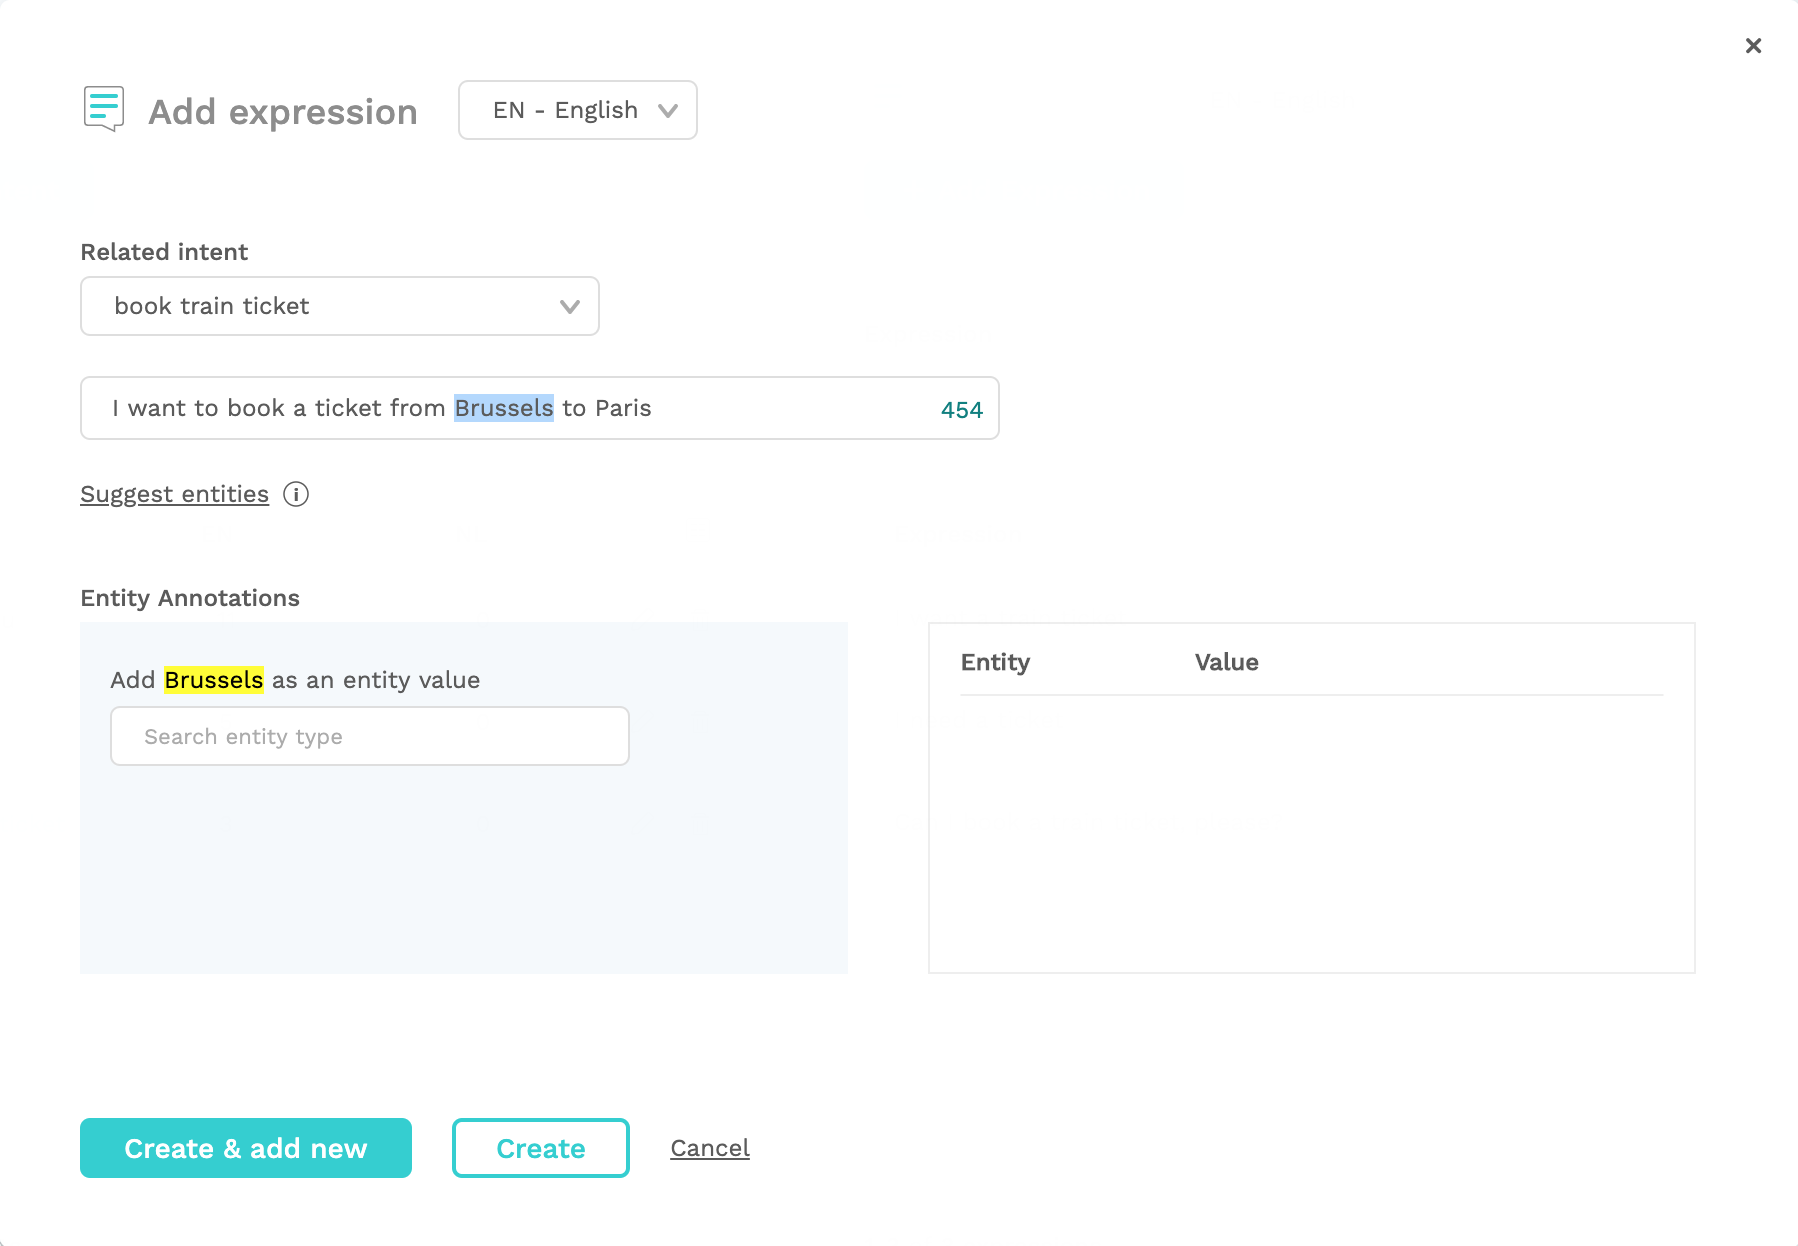 Add expression
EN - English
Related intent
book train ticket
I want to book a ticket from Brussels to Paris
454
Suggest entities
Entity Annotations
Add Brussels as an entity value
Search entity type
Entity Value
Create & add new
Create
Cancel